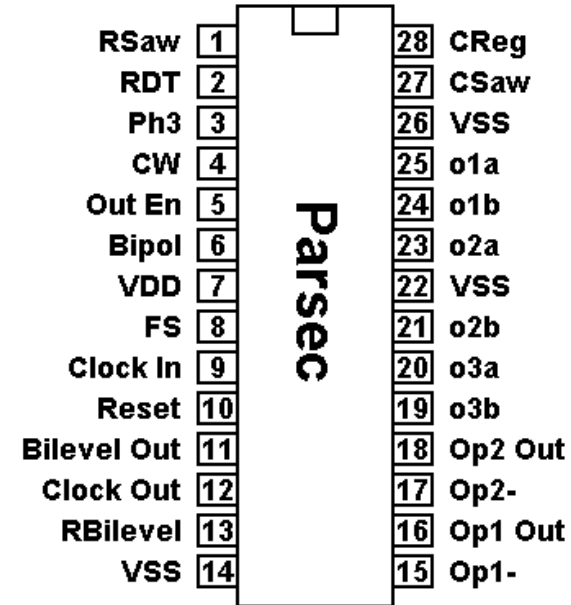 RSaw 1 28 CReg
RDT 2 27 CSaw
Ph3 3 26 VSS
CW 4 25 o1a
Out En 5 24 o1b
Bipol 6 23 o2a
VDD 7 22 VSS
FS 8 21 o2b
Clock In 9 20 o3a
Reset 10 19 o3b
Bilevel Out 11 18 Op2 Out
Clock Out 12 17 Op2-
RBilevel 13 16 Op1 Out
VSS 14 15 Op1-
Parsec